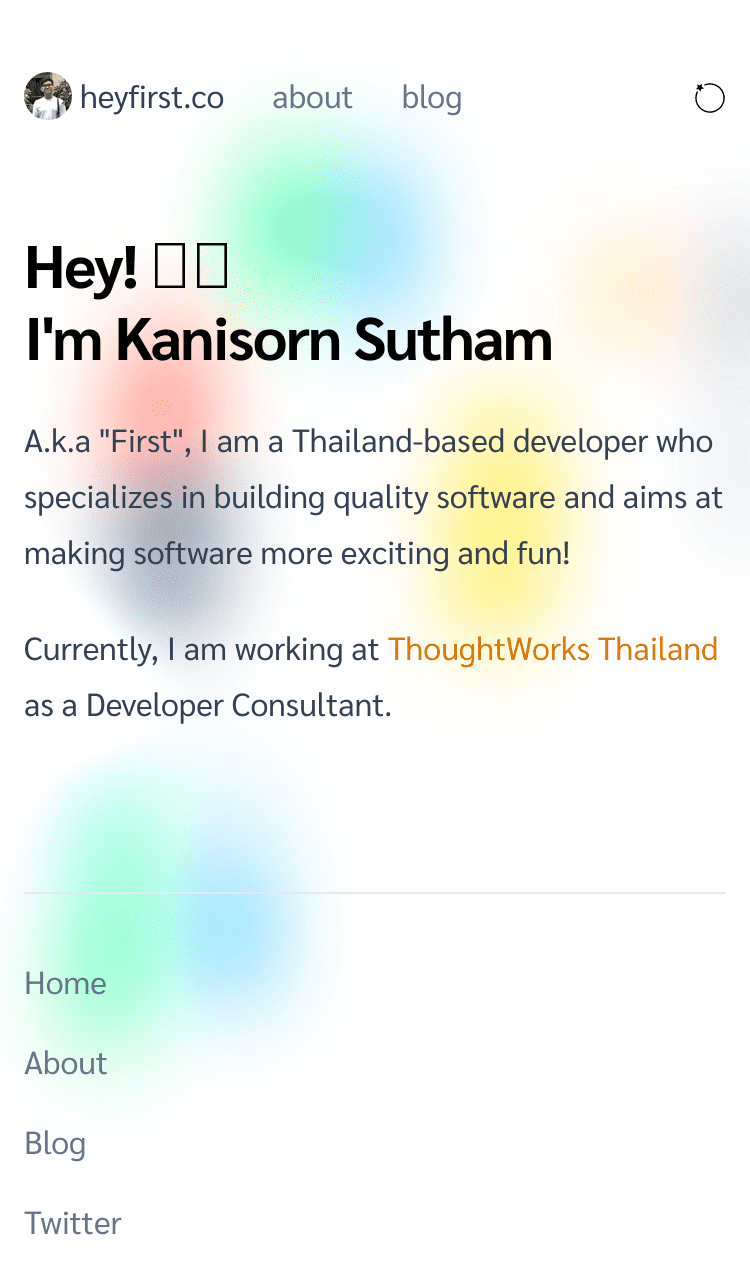 heyfirst.co about blog
Hey!
I'm Kanisorn Sutham
A.k.a "First", I am a Thailand-based developer who
specializes in building quality software and aims at
making software more exciting and fun!
Currently, I am working at ThoughtWorks Thailand
as a Developer Consultant.
Home
About
Blog
Twitter